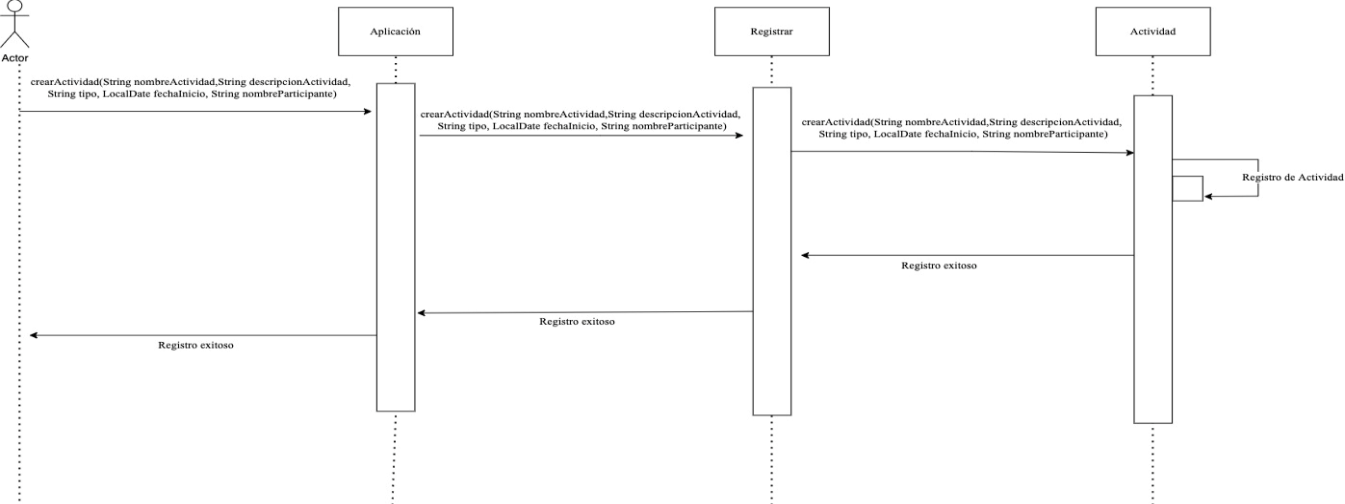 Aplicación
Registrar
Actividad
Actor
crearActividad(String nombreActividad,String descripcionActividad,
String tipo, LocalDate fechaInicio, String nombreParticipante)
crearActividad(String nombreActividad,String descripcionActividad,
String tipo, LocalDate fechaInicio, String nombreParticipante)
crearActividad(String nombreActividad,String descripcionActividad,
String tipo, LocalDate fechaInicio, String nombreParticipante)
Registro de Actividad
Registro exitoso
Registro exitoso
Registro exitoso